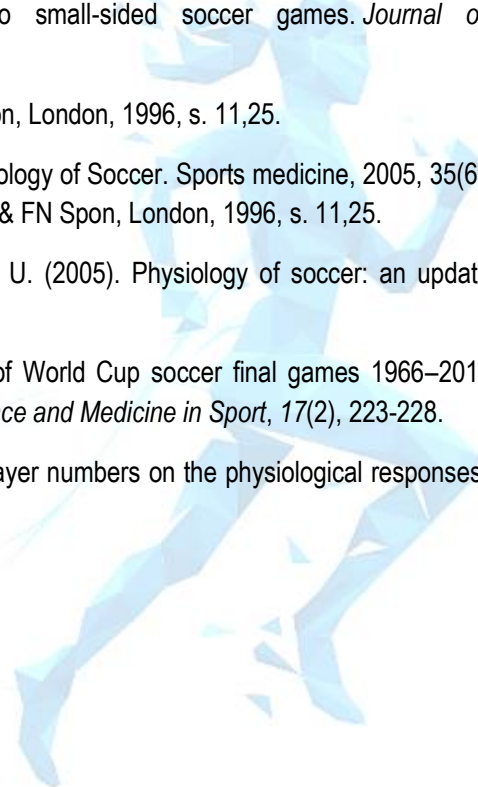 o small-sided soccer games. Journal o
on, London, 1996, s. 11,25.
ology of Soccer. Sports medicine, 2005, 35(6
& FN Spon, London, 1996, s. 11,25.
U. (2005). Physiology of soccer: an updat
of World Cup soccer final games 1966–201
nce and Medicine in Sport, 17(2), 223-228.
ayer numbers on the physiological responses